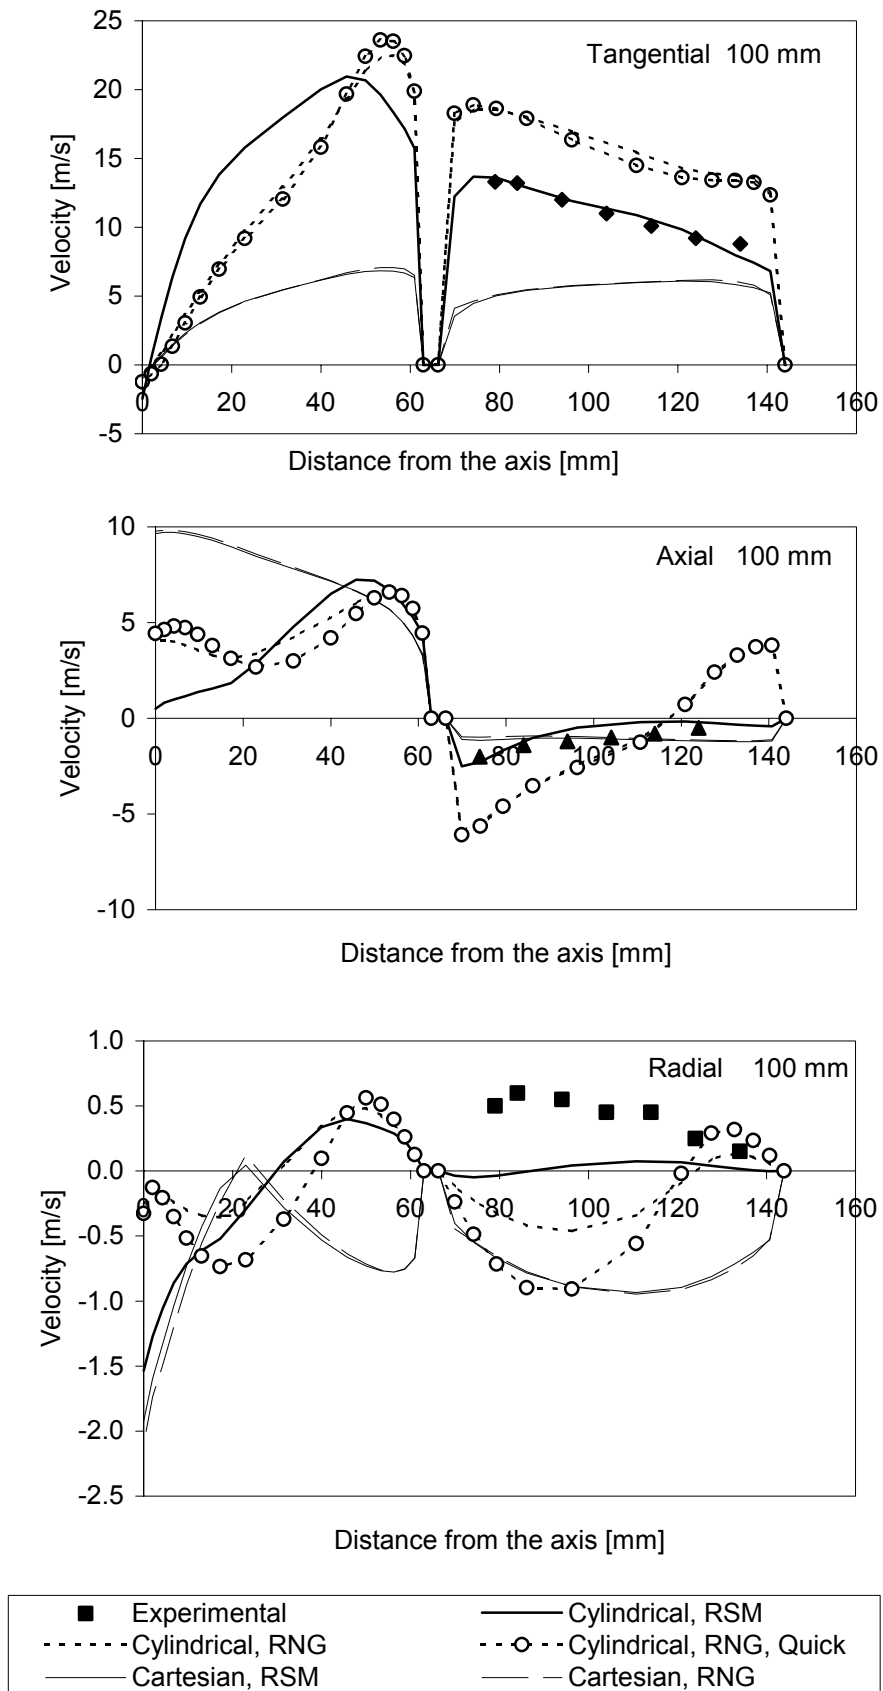 Tangential 100 mm
25
20
15
10
5
0
-5
0 20 40 60 80 100 120 140 160
Velocity [m/s]
Distance from the axis [mm]
Axial 100 mm
10
5
0
-5
-10
0 20 40 60 80 100 120 140 160
Velocity [m/s]
Distance from the axis [mm]
Radial 100 mm
1.0
0.5
0.0
-0.5
-1.0
-1.5
-2.0
-2.5
0 20 40 60 80 100 120 140 160
Velocity [m/s]
Distance from the axis [mm]
Experimental Cylindrical, RSM
Cylindrical, RNG Cylindrical, RNG, Quick
Cartesian, RSM Cartesian, RNG